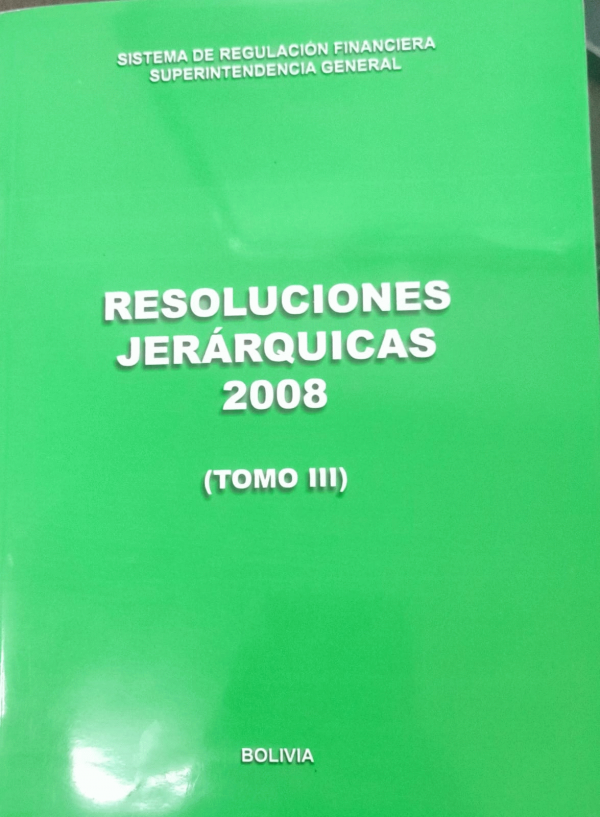 SISTEMA DE REGULACIÓN FINANCIERA
SUPERINTENDENCIA GENERAL
RESOLUCIONES
JERÁRQUICAS
2008
(TOMO III)
BOLIVIA